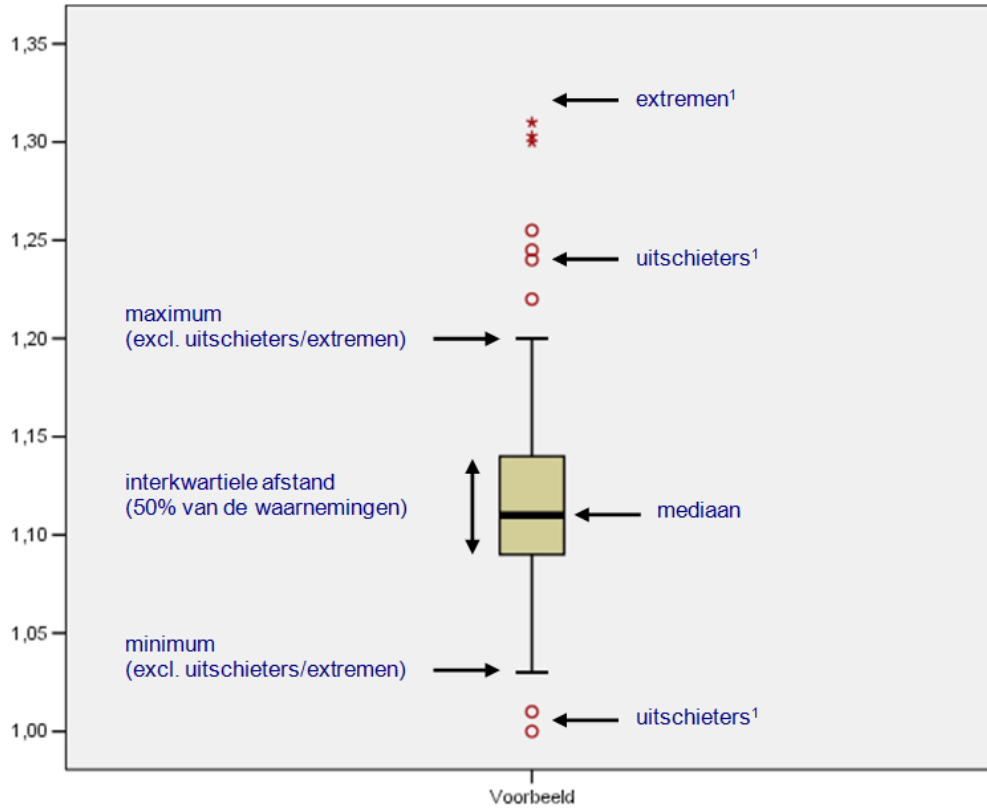 1,35
extremen¹
1,30
1,25
uitschieters¹
maximum
(excl. uitschieters/extremen)
1,20
1,15
interkwartiele afstand
(50% van de waarnemingen)
mediaan
1,10
1,05
minimum
(excl. uitschieters/extremen)
uitschieters¹
1,00
Voorbeeld